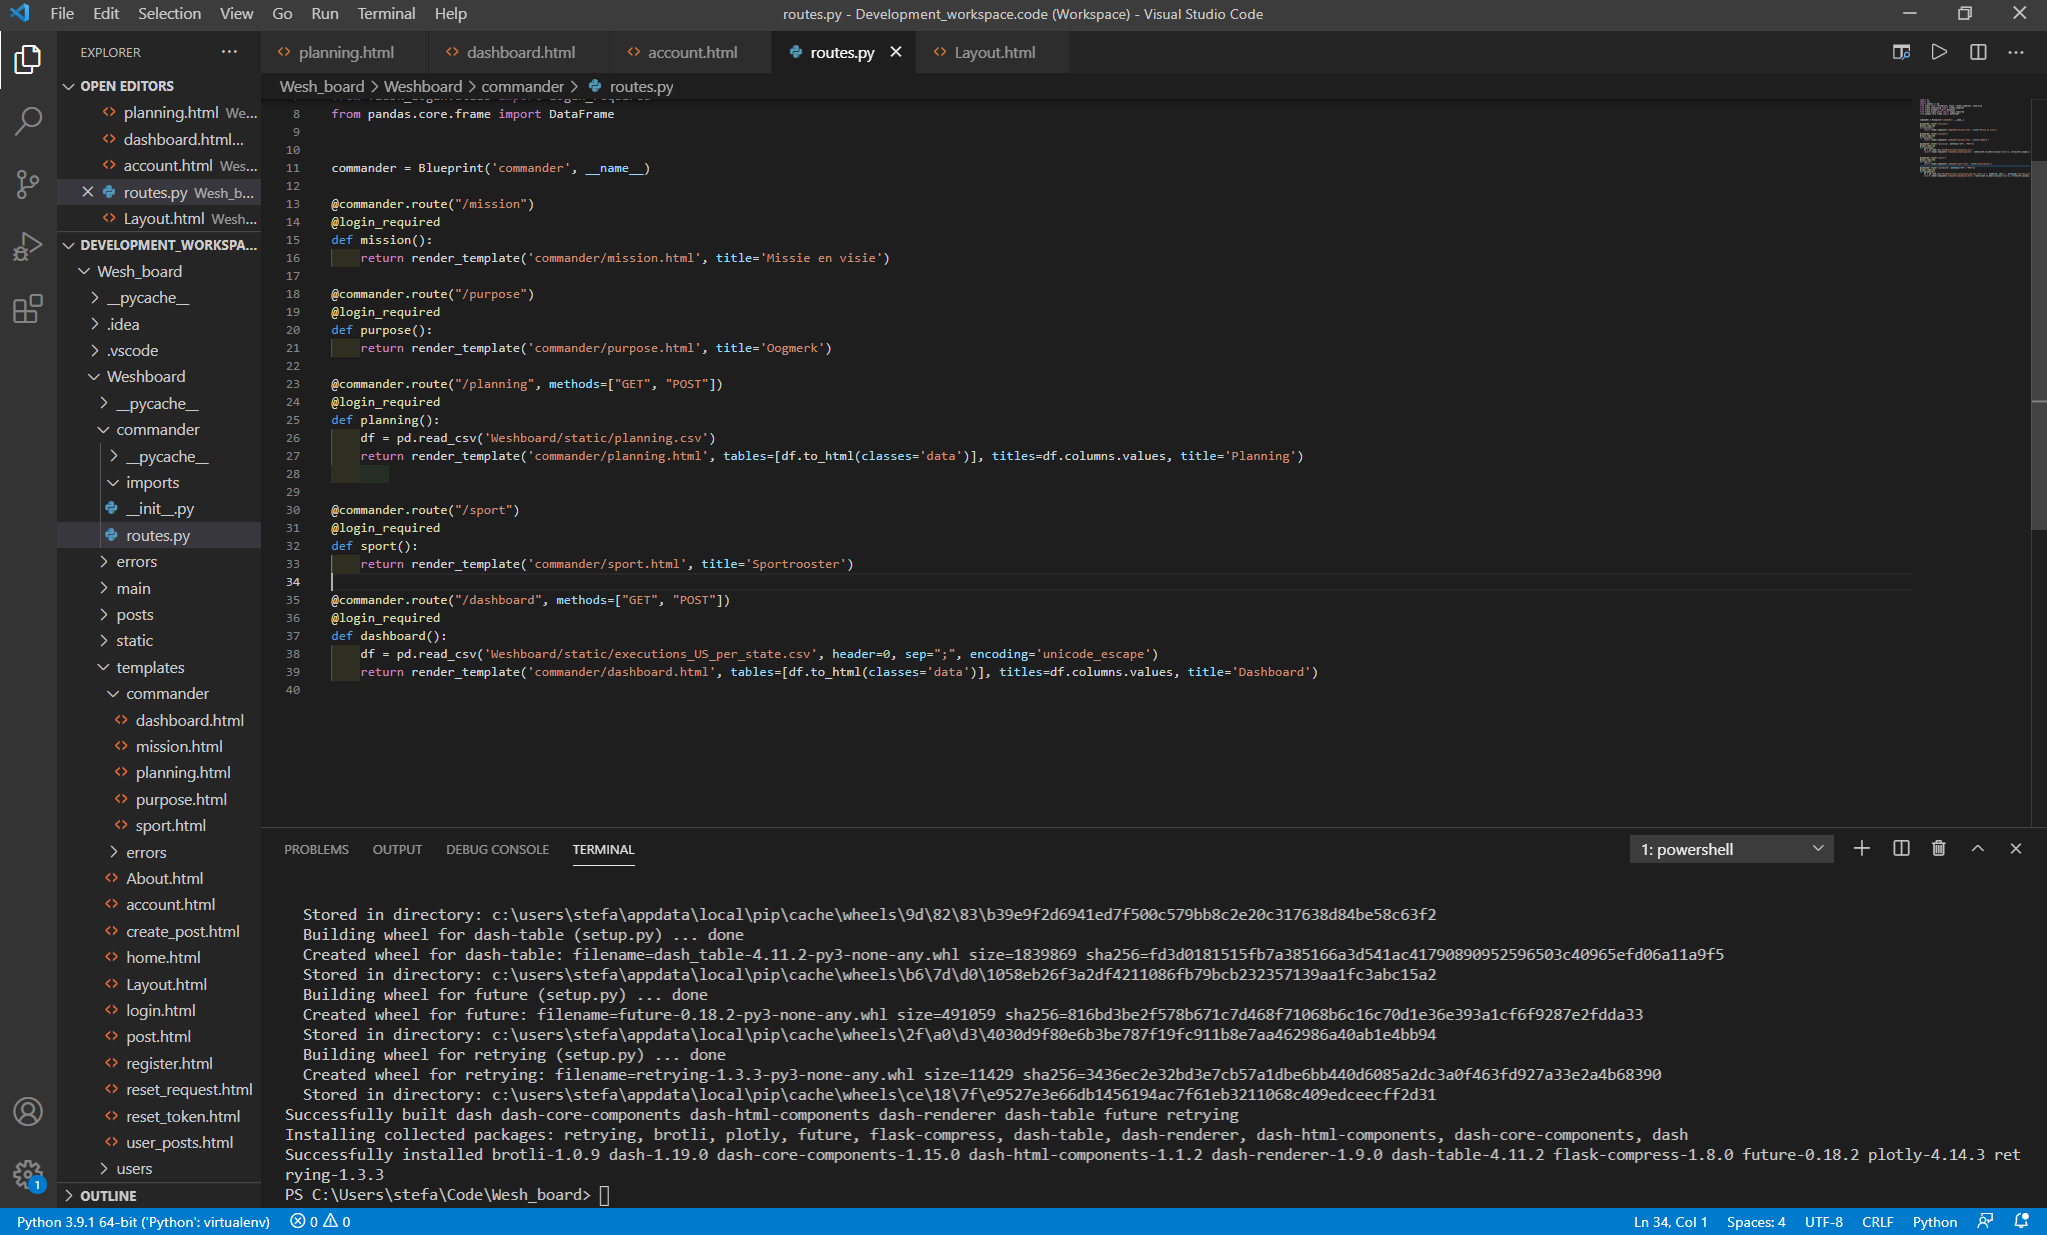 File Edit Selection View Go Run Terminal Help
routes.py - Development_workspace.code (Workspace) - Visual Studio Code
EXPLORER
planning.html
dashboard.html
account.html
routes.py
Layout.html
OPEN EDITORS
planning.html We...
dashboard.html...
account.html Wes...
routes.py Wesh_b...
Layout.html Wesh...
DEVELOPMENT_WORKSPA...
Wesh_board
__pycache__
.idea
.vscode
Weshboard
__pycache__
commander
__pycache__
imports
__init__.py
routes.py
errors
main
posts
static
templates
commander
dashboard.html
mission.html
planning.html
purpose.html
sport.html
errors
About.html
account.html
create_post.html
home.html
Layout.html
login.html
post.html
register.html
reset_request.html
reset_token.html
user_posts.html
users
OUTLINE
Wesh_board > Weshboard > commander > routes.py
8 from pandas.core.frame import DataFrame
9
10
11 commander = Blueprint('commander', __name__)
12
13 @commander.route("/mission")
14 @login_required
15 def mission():
16 return render_template('commander/mission.html', title='Missie en visie')
17
18 @commander.route("/purpose")
19 @login_required
20 def purpose():
21 return render_template('commander/purpose.html', title='Oogmerk')
22
23 @commander.route("/planning", methods=["GET", "POST"])
24 @login_required
25 def planning():
26 df = pd.read_csv('Weshboard/static/planning.csv')
27 return render_template('commander/planning.html', tables=[df.to_html(classes='data')], titles=df.columns.values, title='Planning')
28
29
30 @commander.route("/sport")
31 @login_required
32 def sport():
33 return render_template('commander/sport.html', title='Sportrooster')
34
35 @commander.route("/dashboard", methods=["GET", "POST"])
36 @login_required
37 def dashboard():
38 df = pd.read_csv('Weshboard/static/executions_US_per_state.csv', header=0, sep=";", encoding='unicode_escape')
39 return render_template('commander/dashboard.html', tables=[df.to_html(classes='data')], titles=df.columns.values, title='Dashboard')
40
PROBLEMS OUTPUT DEBUG CONSOLE TERMINAL
1: powershell
Stored in directory: c:\users\stefa\appdata\local\pip\cache\wheels\9d\82\83\b39e9f2d6941ed7f500c579bb8c2e20c317638d84be58c63f2
Building wheel for dash-table (setup.py) ... done
Created wheel for dash-table: filename=dash_table-4.11.2-py3-none-any.whl size=1839869 sha256=fd3d0181515fb7a385166a3d541ac41790890952596503c40965efd06a11a9f5
Stored in directory: c:\users\stefa\appdata\local\pip\cache\wheels\b6\7d\d0\1058eb26f3a2df4211086fb79bcb232357139aa1fc3abc15a2
Building wheel for future (setup.py) ... done
Created wheel for future: filename=future-0.18.2-py3-none-any.whl size=491059 sha256=816bd3be2f578b671c7d468f71068b6c16c70d1e36e393a1cf6f9287e2fdda33
Stored in directory: c:\users\stefa\appdata\local\pip\cache\wheels\2f\a0\d3\4030d9f80e6b3be787f19fc911b8e7aa462986a40ab1e4bb94
Building wheel for retrying (setup.py) ... done
Created wheel for retrying: filename=retrying-1.3.3-py3-none-any.whl size=11429 sha256=3436ec2e32bd3e7cb57a1dbe6bb440d6085a2dc3a0f463fd927a33e2a4b68390
Stored in directory: c:\users\stefa\appdata\local\pip\cache\wheels\ce\18\7f\e9527e3e66db1456194ac7f61eb3211068c409edceecff2d31
Successfully built dash dash-core-components dash-html-components dash-renderer dash-table future retrying
Installing collected packages: retrying, brotli, plotly, future, flask-compress, dash-table, dash-renderer, dash-html-components, dash-core-components, dash
Successfully installed brotli-1.0.9 dash-1.19.0 dash-core-components-1.15.0 dash-html-components-1.1.2 dash-renderer-1.9.0 dash-table-4.11.2 flask-compress-1.8.0 future-0.18.2 plotly-4.14.3 ret
rying-1.3.3
PS C:\Users\stefa\Code\Wesh_board>
1
Python 3.9.1 64-bit ('Python': virtualenv) 0 0 Ln 34, Col 1 Spaces: 4 UTF-8 CRLF Python